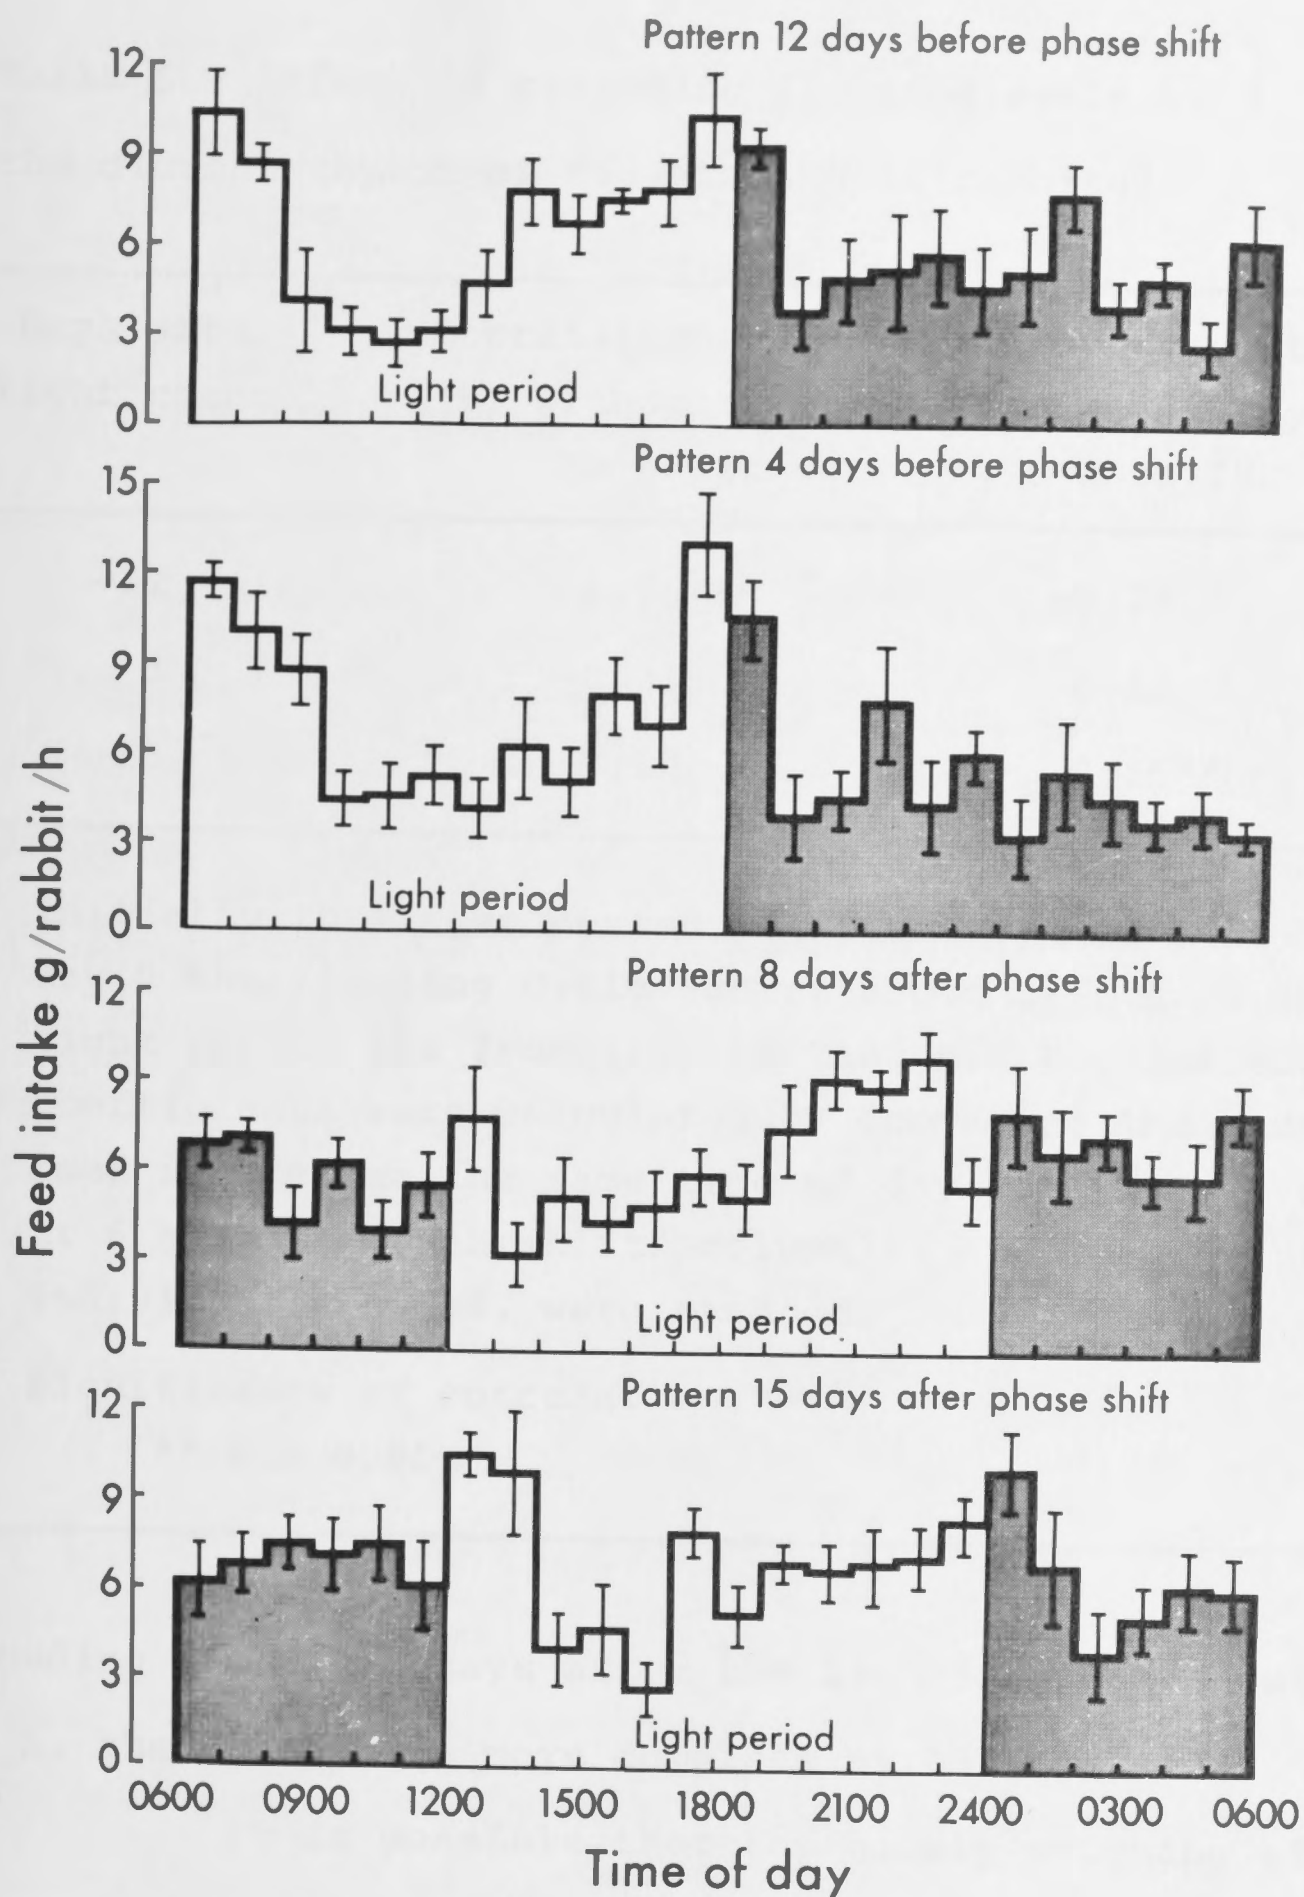 Pattern 12 days before phase shift
12
9
6
3
0
Light period
Pattern 4 days before phase shift
15
12
9
6
3
0
Light period
Pattern 8 days after phase shift
12
9
6
3
0
Light period
Pattern 15 days after phase shift
12
9
6
3
0
Light period
Feed intake g/rabbit/h
0600 0900 1200 1500 1800 2100 2400 0300 0600
Time of day